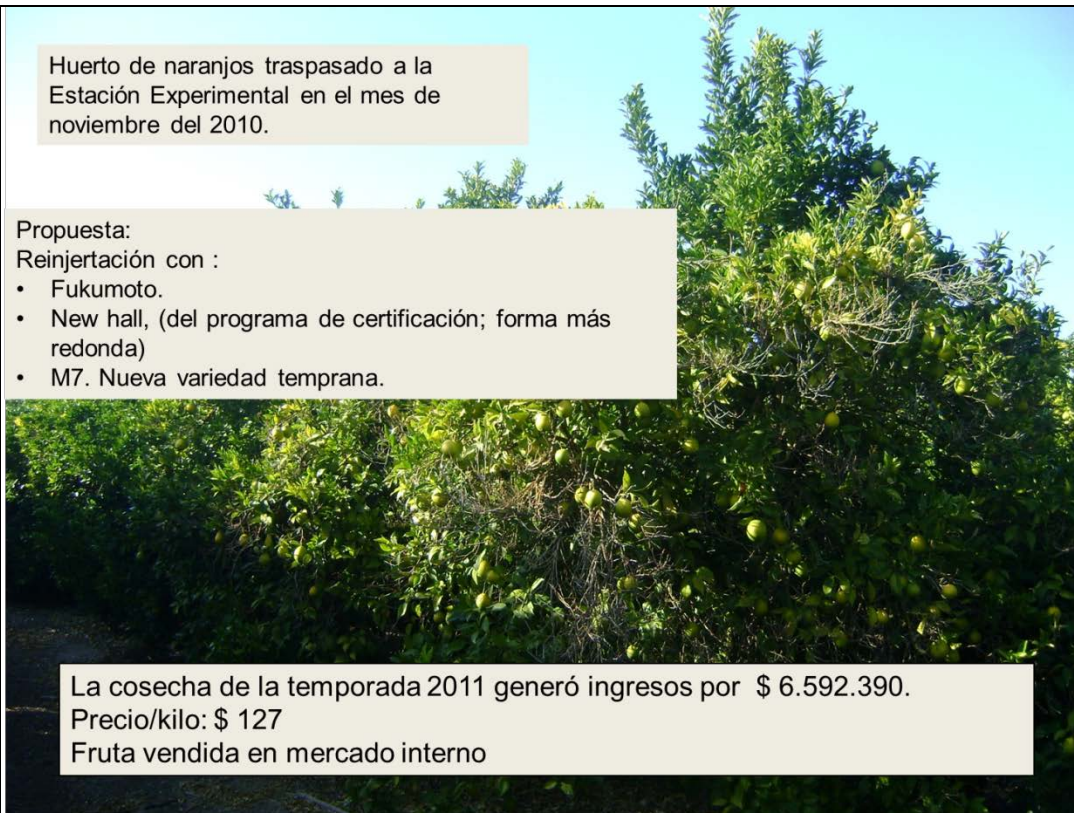 Huerto de naranjos traspasado a la
Estación Experimental en el mes de
noviembre del 2010.
Propuesta:
Reinjertación con :
• Fukumoto.
• New hall, (del programa de certificación; forma más
redonda)
• M7. Nueva variedad temprana.
La cosecha de la temporada 2011 generó ingresos por $ 6.592.390.
Precio/kilo: $ 127
Fruta vendida en mercado interno